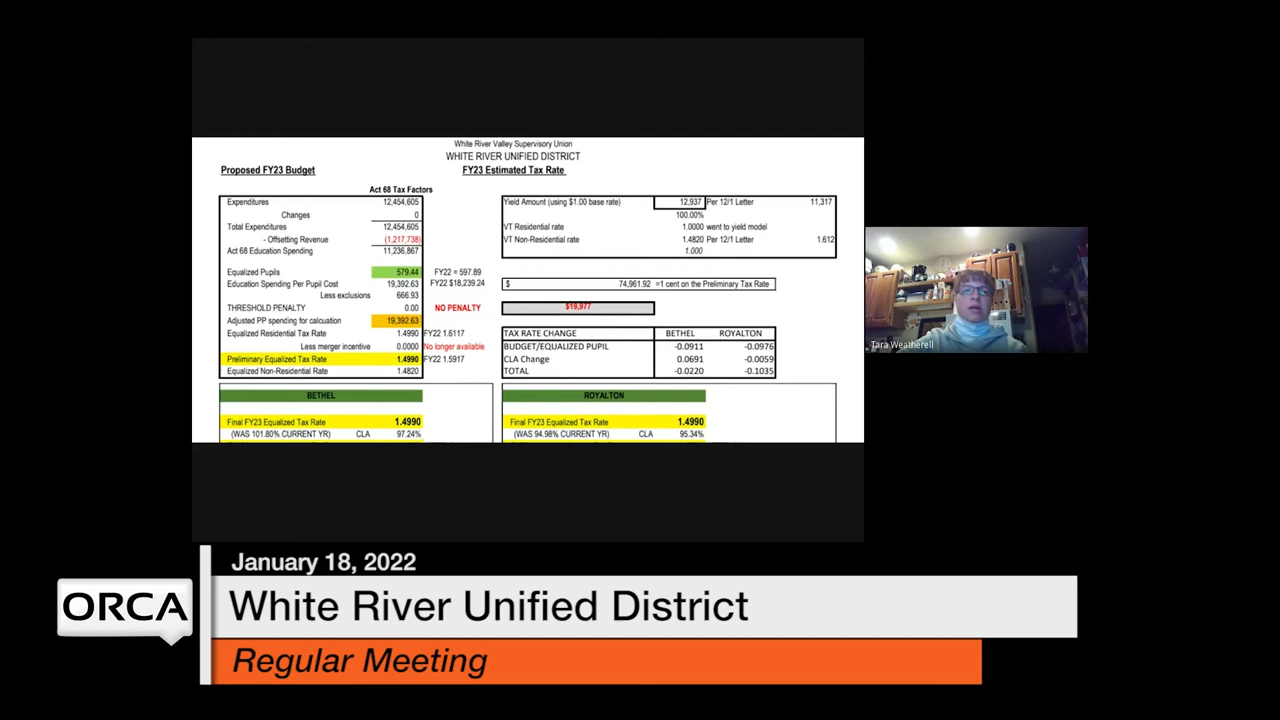 White River Valley Supervisory Union
WHITE RIVER UNIFIED DISTRICT
Proposed FY23 Budget
FY23 Estimated Tax Rate
Act 68 Tax Factors
Expenditures 12,454,605
Changes 0
Total Expenditures 12,454,605
- Offsetting Revenue (1,217,738)
Act 68 Education Spending 11,236,867
Equalized Pupils 579.44 FY22 = 597.89
Education Spending Per Pupil Cost 19,392.63 FY22 $18,239.24
Less exclusions 666.93
THRESHOLD PENALTY 0.00 NO PENALTY
Adjusted PP spending for calcuation 19,392.63
Equalized Residential Tax Rate 1.4990 FY22 1.6117
Less merger incentive 0.0000 No longer available
Preliminary Equalized Tax Rate 1.4990 FY22 1.5917
Equalized Non-Residential Rate 1.4820
Yield Amount (using $1.00 base rate) 12,937 Per 12/1 Letter 11,317
100.00%
VT Residential rate 1.0000 went to yield model
VT Non-Residential rate 1.4820 Per 12/1 Letter 1.612
1.000
$ 74,961.92 =1 cent on the Preliminary Tax Rate
$19,977
TAX RATE CHANGE BETHEL ROYALTON
BUDGET/EQUALIZED PUPIL -0.0911 -0.0976
CLA Change 0.0691 -0.0059
TOTAL -0.0220 -0.1035
BETHEL
Final FY23 Equalized Tax Rate 1.4990
(WAS 101.80% CURRENT YR) CLA 97.24%
ROYALTON
Final FY23 Equalized Tax Rate 1.4990
(WAS 94.98% CURRENT YR) CLA 95.34%
Tara Weatherell
January 18, 2022
ORCA
White River Unified District
Regular Meeting